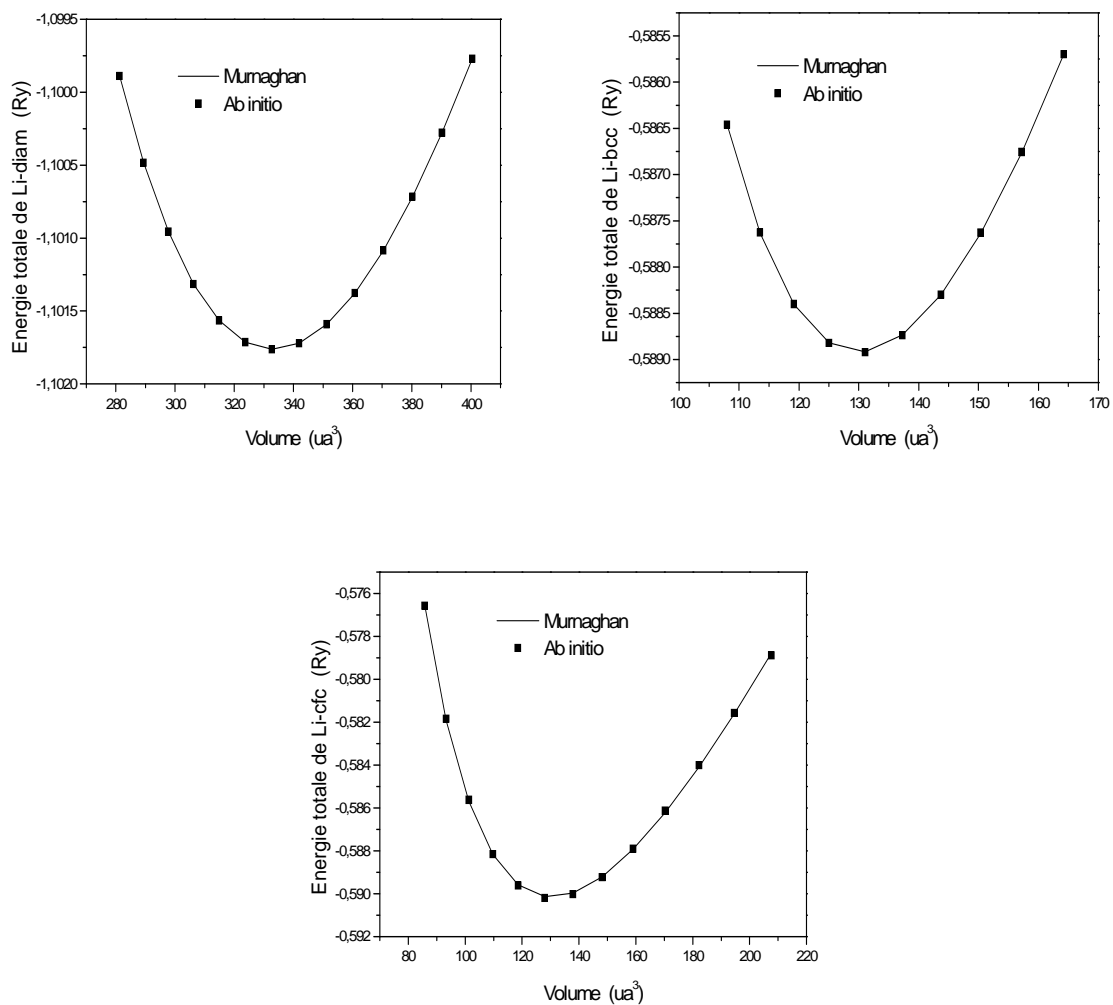 Energie totale de Li-diam (Ry)
-1,0995
-1,1000
-1,1005
-1,1010
-1,1015
-1,1020
Murnaghan
Ab initio
280 300 320 340 360 380 400
Volume (ua³)
Energie totale de Li-bcc (Ry)
-0,5855
-0,5860
-0,5865
-0,5870
-0,5875
-0,5880
-0,5885
-0,5890
Murnaghan
Ab initio
100 110 120 130 140 150 160 170
Volume (ua³)
Energie totale de Li-cfc (Ry)
-0,576
-0,578
-0,580
-0,582
-0,584
-0,586
-0,588
-0,590
-0,592
Murnaghan
Ab initio
80 100 120 140 160 180 200 220
Volume (ua³)